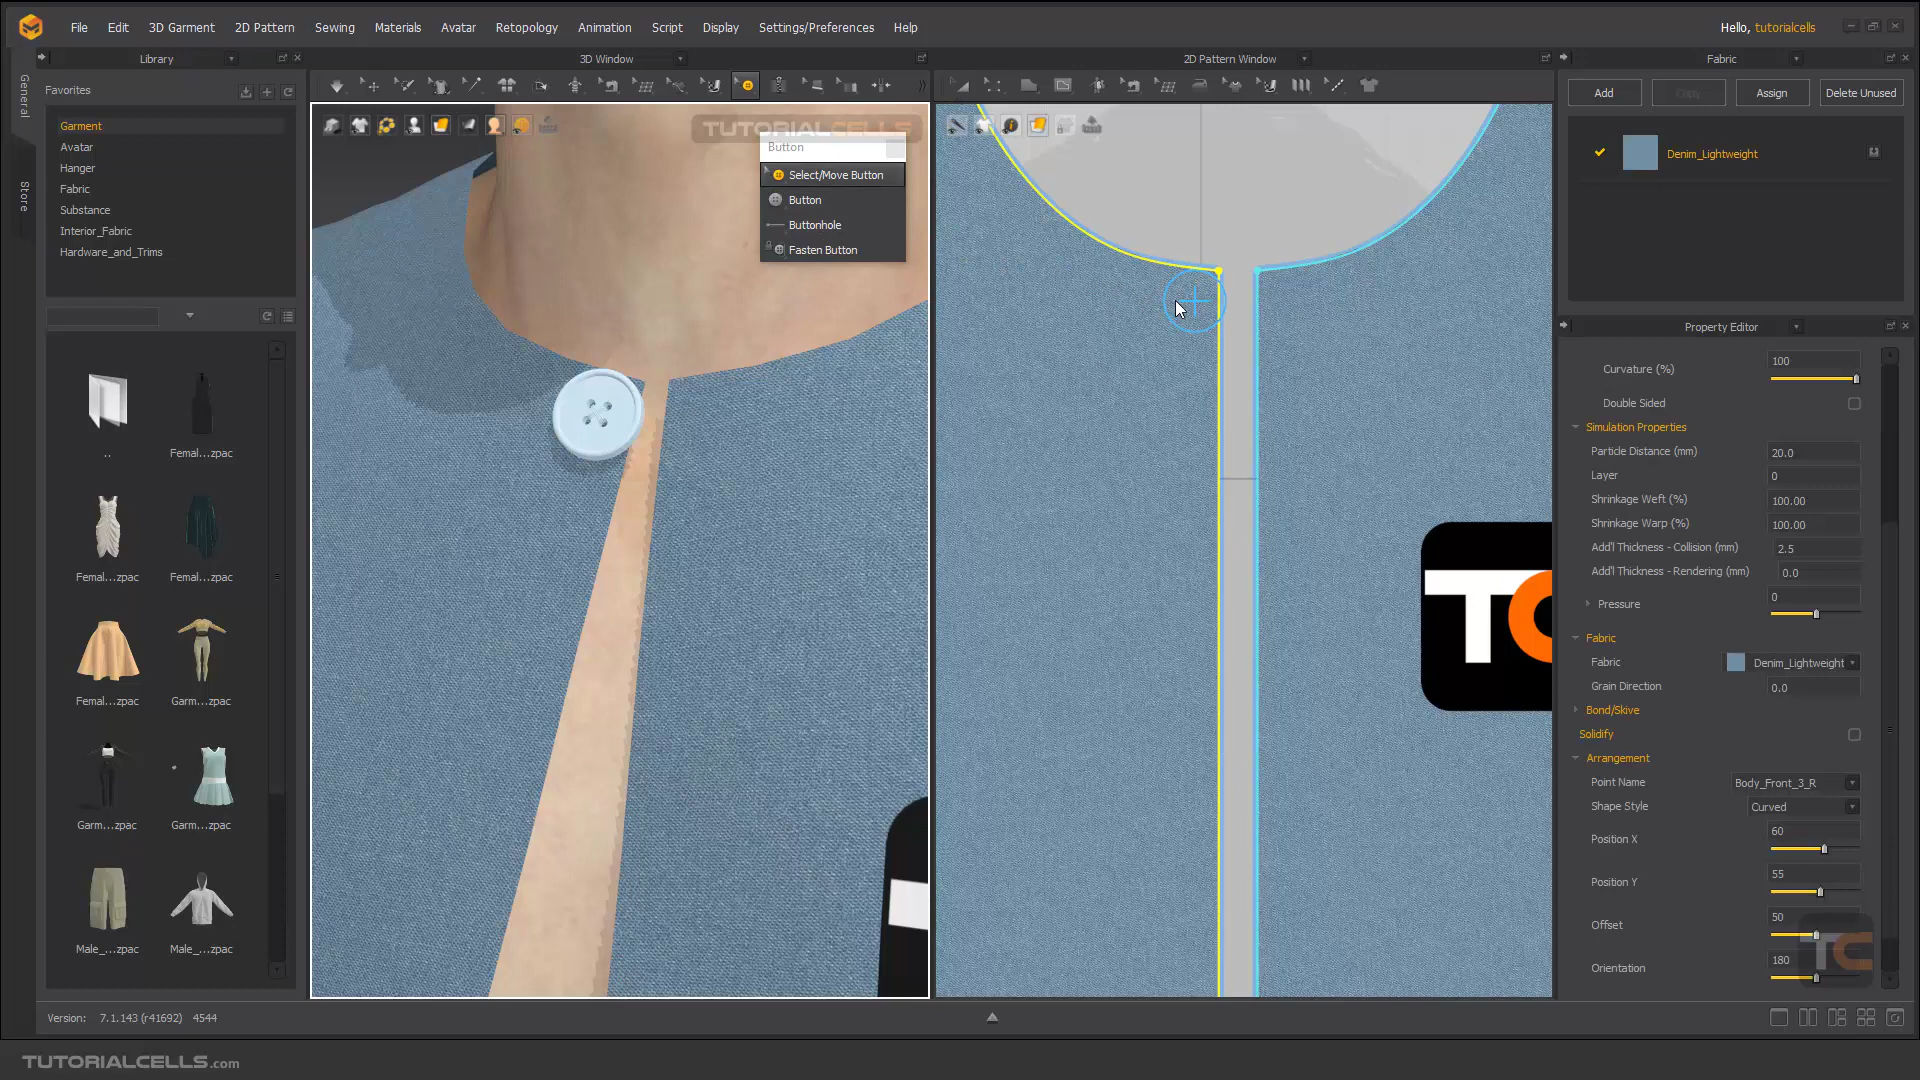 File Edit 3D Garment 2D Pattern Sewing Materials Avatar Retopology Animation Script Display Settings/Preferences Help
Hello, tutorialcells
Library
3D Window
2D Pattern Window
Fabric
General
Store
Favorites
Garment
Avatar
Hanger
Fabric
Substance
Interior_Fabric
Hardware_and_Trims
..
Femal...zpac
Femal...zpac
Femal...zpac
Femal...zpac
Garm...zpac
Garm...zpac
Garm...zpac
Male_...zpac
Male_...zpac
TUTORIALCELLS
Button
Select/Move Button
Button
Buttonhole
Fasten Button
TC
Add Copy Assign Delete Unused
Denim_Lightweight
Property Editor
Curvature (%) 100
Double Sided
Simulation Properties
Particle Distance (mm) 20.0
Layer 0
Shrinkage Weft (%) 100.00
Shrinkage Warp (%) 100.00
Add'l Thickness - Collision (mm) 2.5
Add'l Thickness - Rendering (mm) 0.0
Pressure 0
Fabric
Fabric Denim_Lightweight
Grain Direction 0.0
Bond/Skive
Solidify
Arrangement
Point Name Body_Front_3_R
Shape Style Curved
Position X 60
Position Y 55
Offset 50
Orientation 180
TC
Version: 7.1.143 (r41692) 4544
TUTORIALCELLS.com